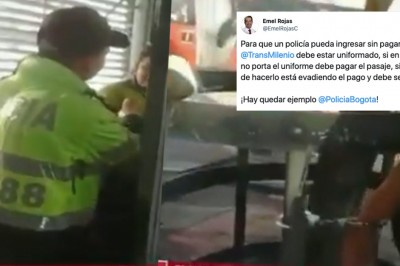 Emel Rojas
@EmelRojasC
Para que un policía pueda ingresar sin pagar
@TransMilenio debe estar uniformado, si en
no porta el uniforme debe pagar el pasaje, si
de hacerlo está evadiendo el pago y debe se
¡Hay quedar ejemplo @PoliciaBogota!
88